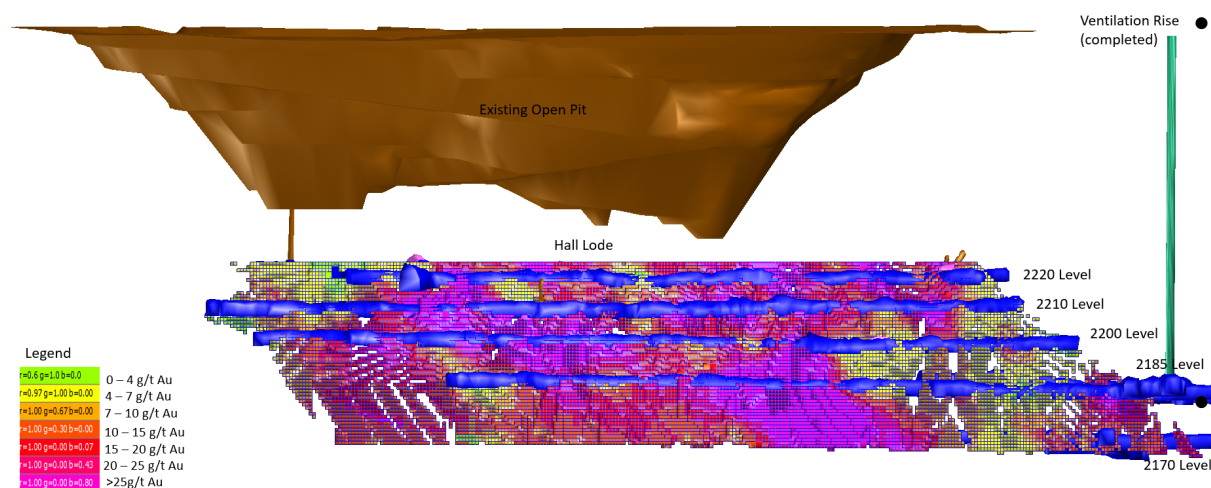 Ventilation Rise
(completed)
Existing Open Pit
Hall Lode
2220 Level
2210 Level
2200 Level
2185 Level
2170 Level
Legend
r=0.6 g=1.0 b=0.0 0 – 4 g/t Au
r=0.97 g=1.00 b=0.00 4 – 7 g/t Au
r=1.00 g=0.67 b=0.00 7 – 10 g/t Au
r=1.00 g=0.30 b=0.00 10 – 15 g/t Au
r=1.00 g=0.00 b=0.07 15 – 20 g/t Au
r=1.00 g=0.00 b=0.43 20 – 25 g/t Au
r=1.00 g=0.00 b=0.80 >25g/t Au